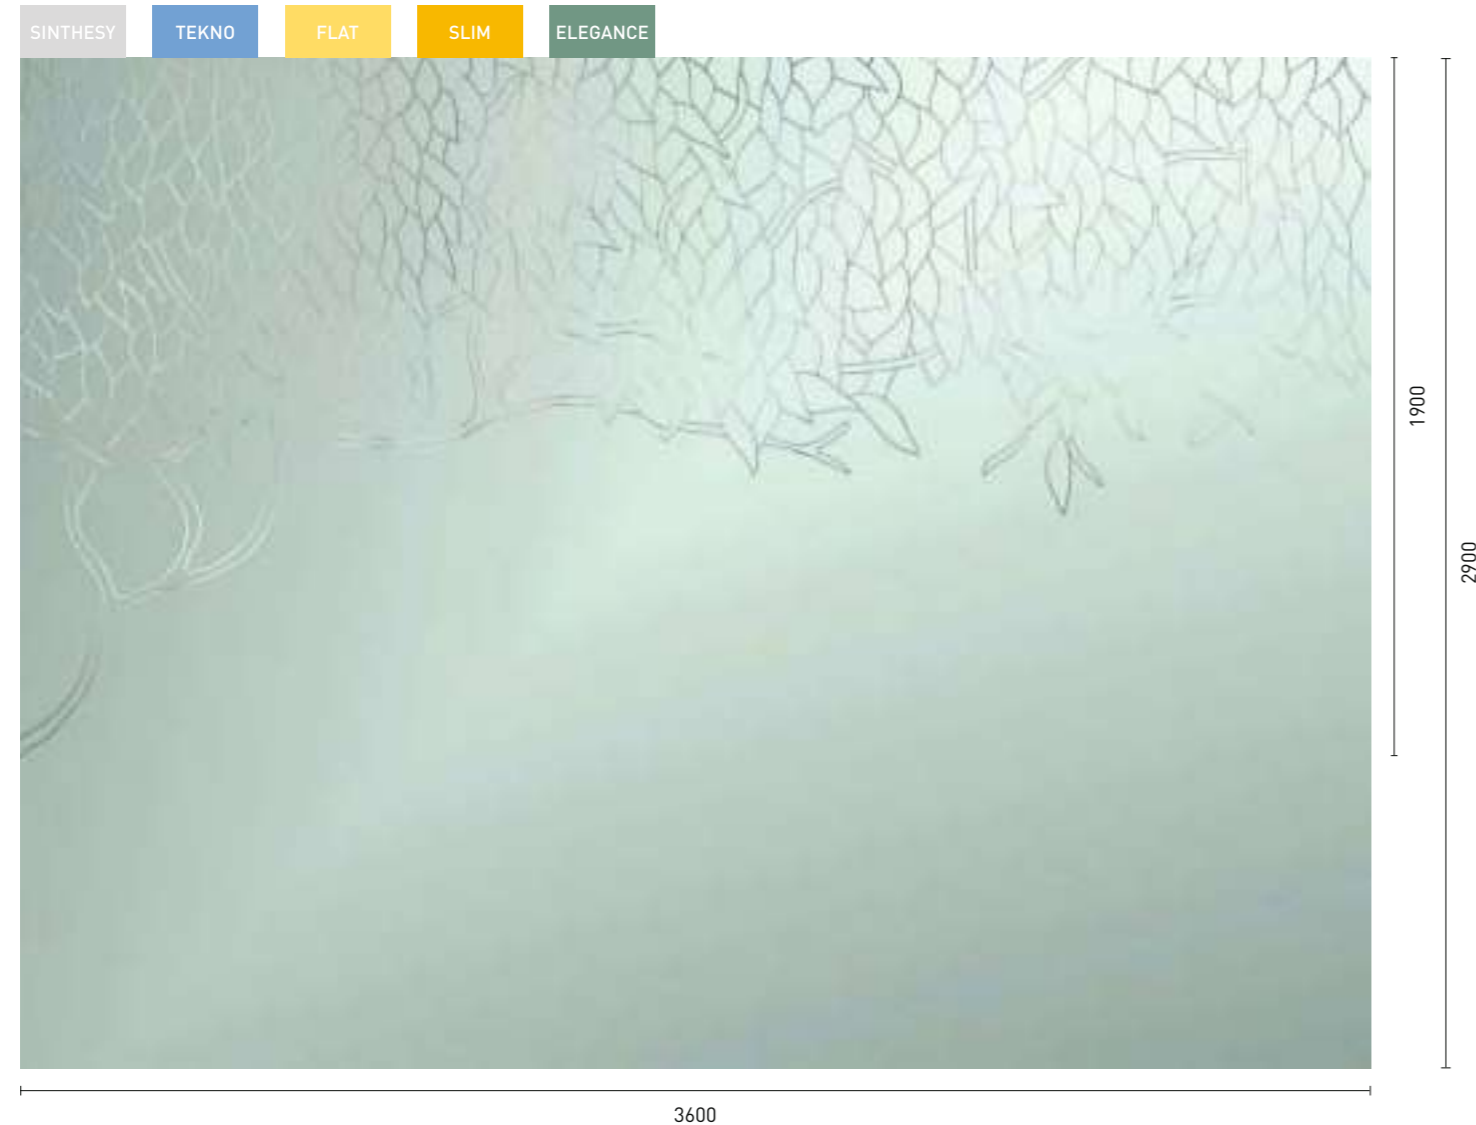 SINTHESY
TEKNO
FLAT
SLIM
ELEGANCE
1900
2900
3600